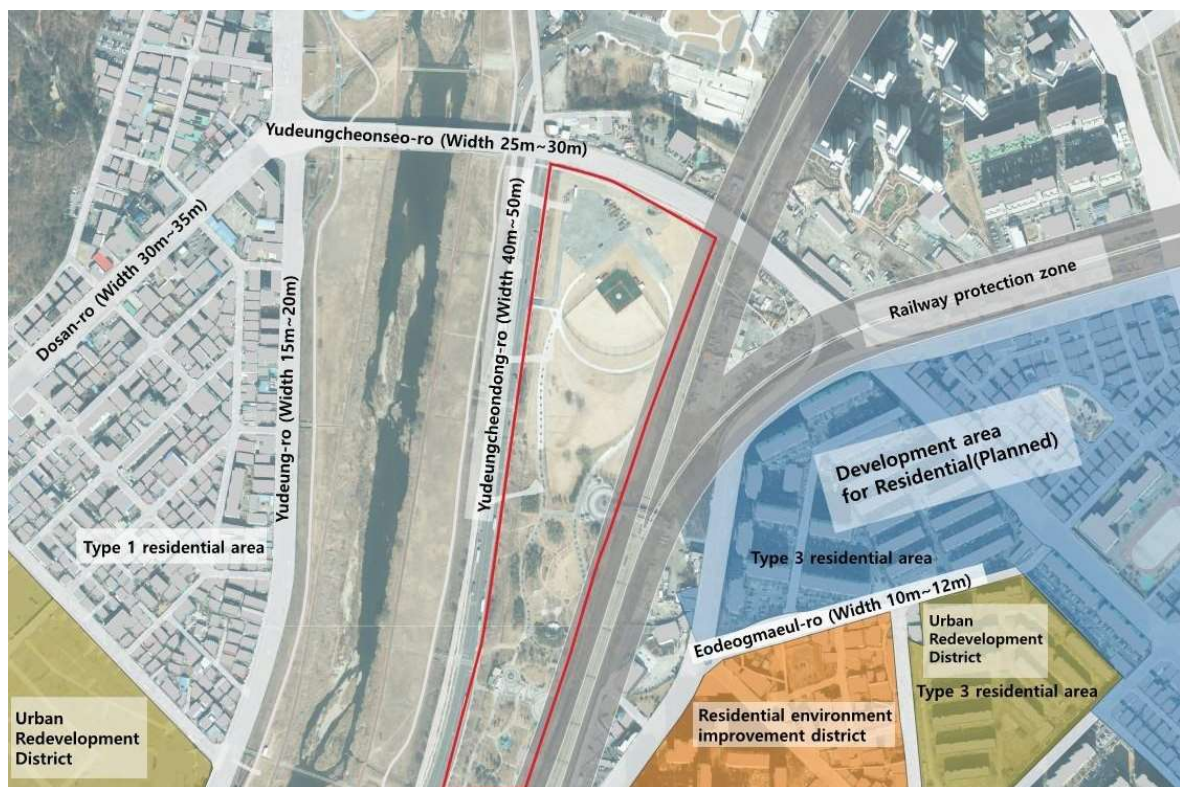 Yudeungcheonseo-ro (Width 25m~30m)
Dosan-ro (Width 30m~35m)
Yudeung-ro (Width 15m~20m)
Yudeungcheondong-ro (Width 40m~50m)
Railway protection zone
Development area
for Residential(Planned)
Type 1 residential area
Type 3 residential area
Eodeogmaeul-ro (Width 10m~12m)
Urban
Redevelopment
District
Type 3 residential area
Residential environment
improvement district
Urban
Redevelopment
District